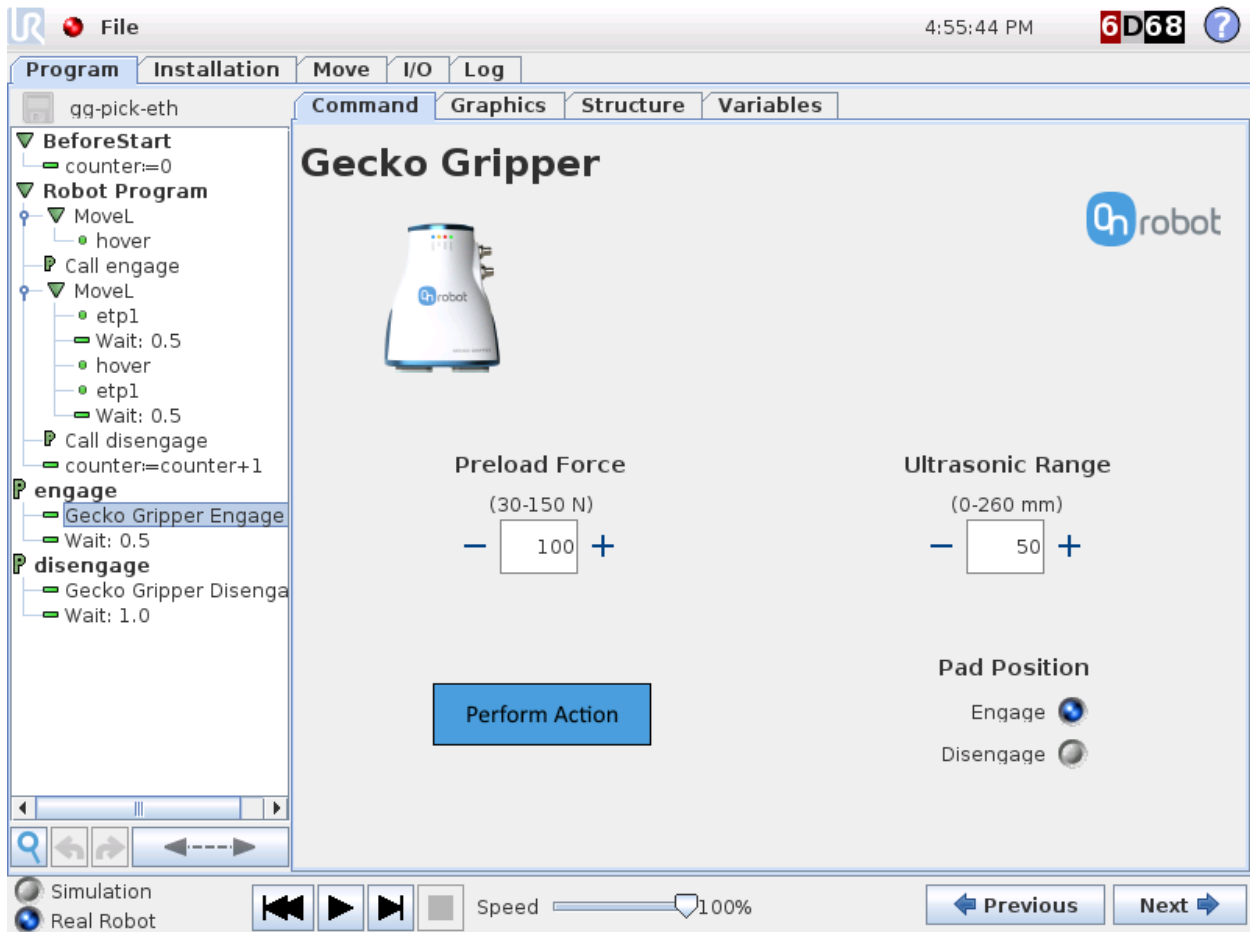 UR File 4:55:44 PM 6D68 ?
Program Installation Move I/O Log
gg-pick-eth
Command Graphics Structure Variables
BeforeStart
counter:=0
Robot Program
MoveL
hover
P Call engage
MoveL
etp1
Wait: 0.5
hover
etp1
Wait: 0.5
P Call disengage
counter:=counter+1
P engage
Gecko Gripper Engage
Wait: 0.5
P disengage
Gecko Gripper Disenga
Wait: 1.0
Gecko Gripper
On robot
On robot
Preload Force
(30-150 N)
− 100 +
Ultrasonic Range
(0-260 mm)
− 50 +
Perform Action
Pad Position
Engage
Disengage
Simulation
Real Robot
Speed 100%
Previous
Next